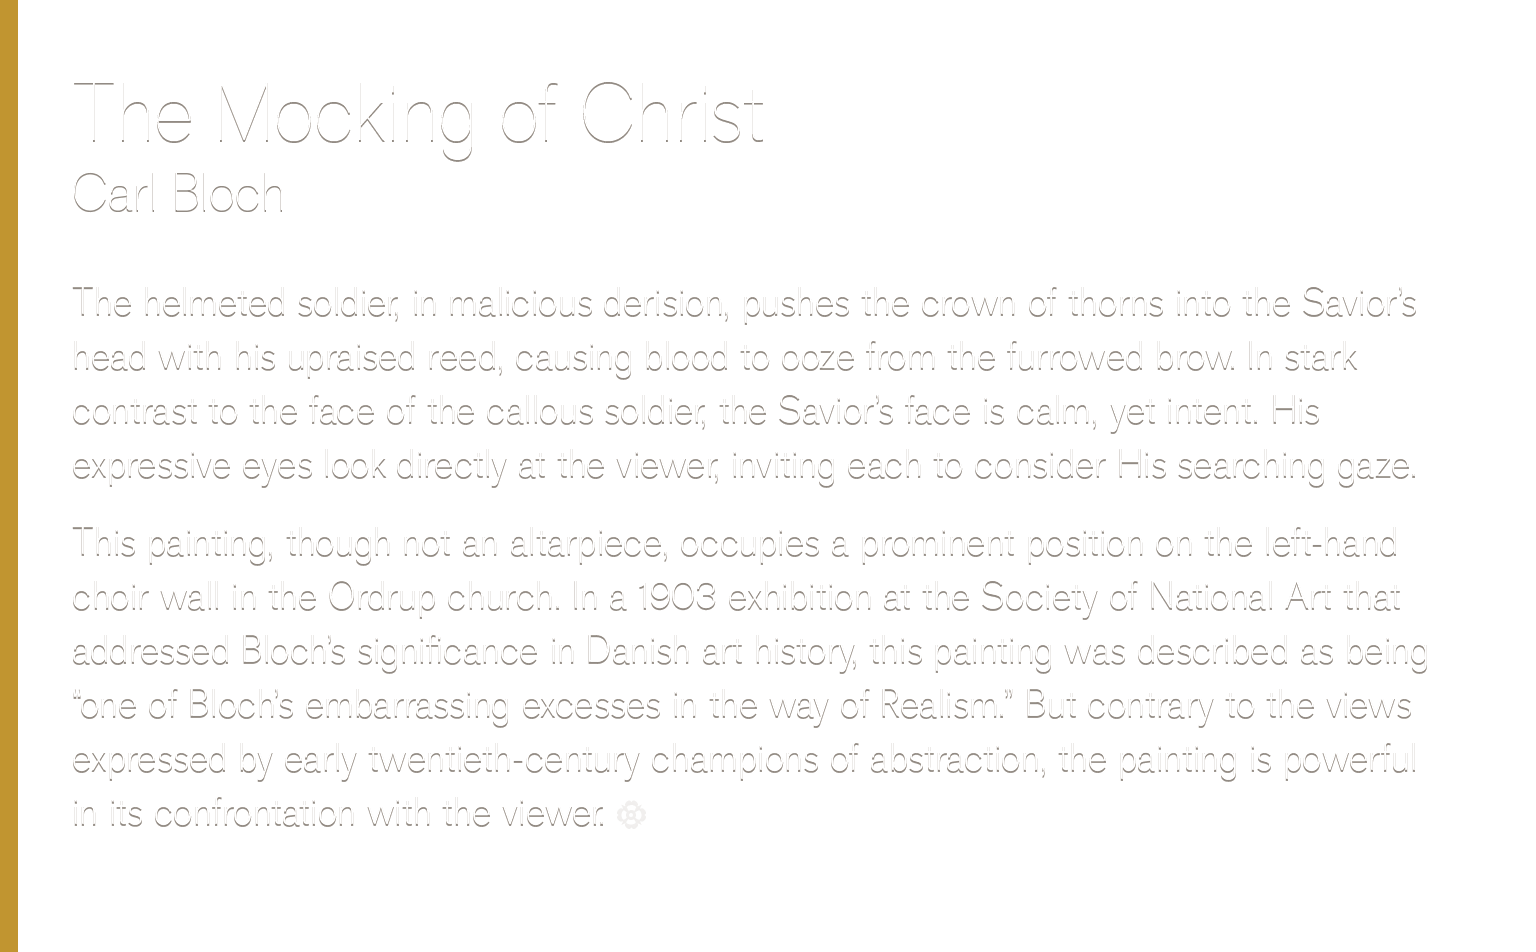 The Mocking of Christ
Carl Bloch
The helmeted soldier, in malicious derision, pushes the crown of thorns into the Savior’s
head with his upraised reed, causing blood to ooze from the furrowed brow. In stark
contrast to the face of the callous soldier, the Savior’s face is calm, yet intent. His
expressive eyes look directly at the viewer, inviting each to consider His searching gaze.
This painting, though not an altarpiece, occupies a prominent position on the left-hand
choir wall in the Ordrup church. In a 1903 exhibition at the Society of National Art that
addressed Bloch’s significance in Danish art history, this painting was described as being
“one of Bloch’s embarrassing excesses in the way of Realism.” But contrary to the views
expressed by early twentieth-century champions of abstraction, the painting is powerful
in its confrontation with the viewer.